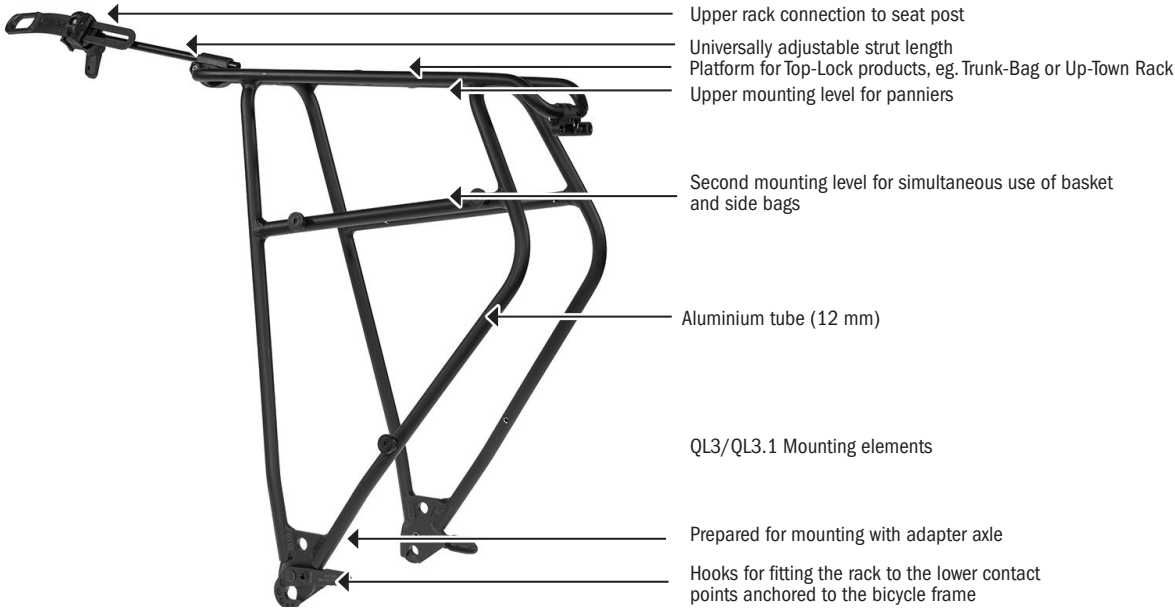 Upper rack connection to seat post
Universally adjustable strut length
Platform for Top-Lock products, eg. Trunk-Bag or Up-Town Rack
Upper mounting level for panniers
Second mounting level for simultaneous use of basket
and side bags
Aluminium tube (12 mm)
QL3/QL3.1 Mounting elements
Prepared for mounting with adapter axle
Hooks for fitting the rack to the lower contact
points anchored to the bicycle frame